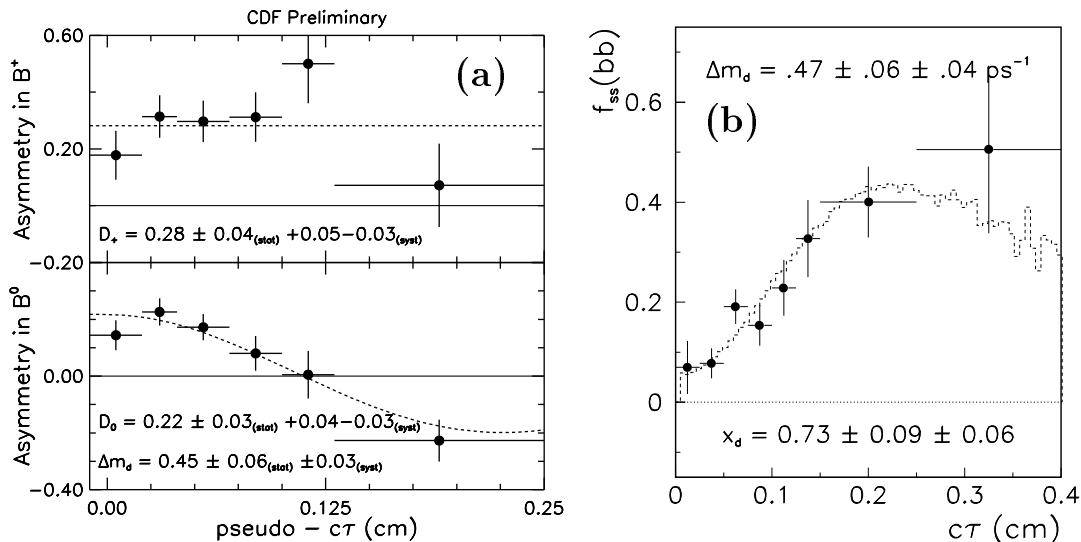 CDF Preliminary
Asymmetry in B⁺
0.60
0.20
−0.20
(a)
D₊ = 0.28 ± 0.04(stat) +0.05−0.03(syst)
Asymmetry in B⁰
0.00
−0.40
D₀ = 0.22 ± 0.03(stat) +0.04−0.03(syst)
Δm_d = 0.45 ± 0.06(stat) ±0.03(syst)
0.00 0.125 0.25
pseudo − cτ (cm)
f_ss(bb)
Δm_d = .47 ± .06 ± .04 ps⁻¹
(b)
0.6
0.4
0.2
0
x_d = 0.73 ± 0.09 ± 0.06
0 0.1 0.2 0.3 0.4
cτ (cm)